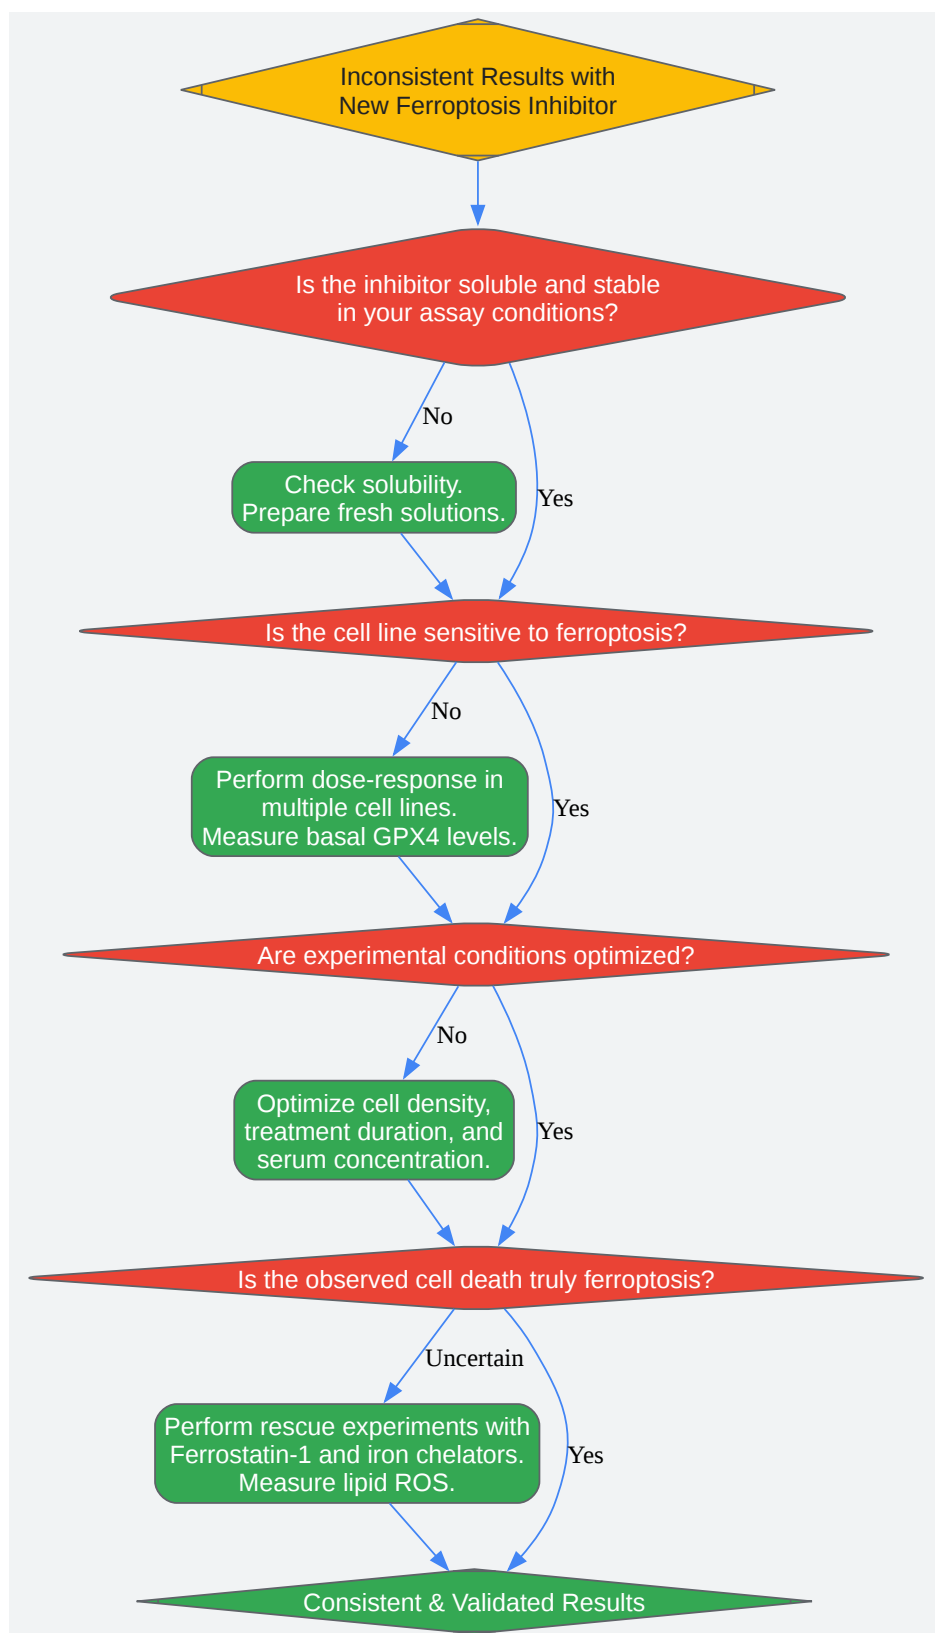 Inconsistent Results with
New Ferroptosis Inhibitor
Is the inhibitor soluble and stable
in your assay conditions?
No
Check solubility.
Prepare fresh solutions.
Yes
Is the cell line sensitive to ferroptosis?
No
Perform dose-response in
multiple cell lines.
Measure basal GPX4 levels.
Yes
Are experimental conditions optimized?
No
Optimize cell density,
treatment duration, and
serum concentration.
Yes
Is the observed cell death truly ferroptosis?
Uncertain
Perform rescue experiments with
Ferrostatin-1 and iron chelators.
Measure lipid ROS.
Yes
Consistent & Validated Results